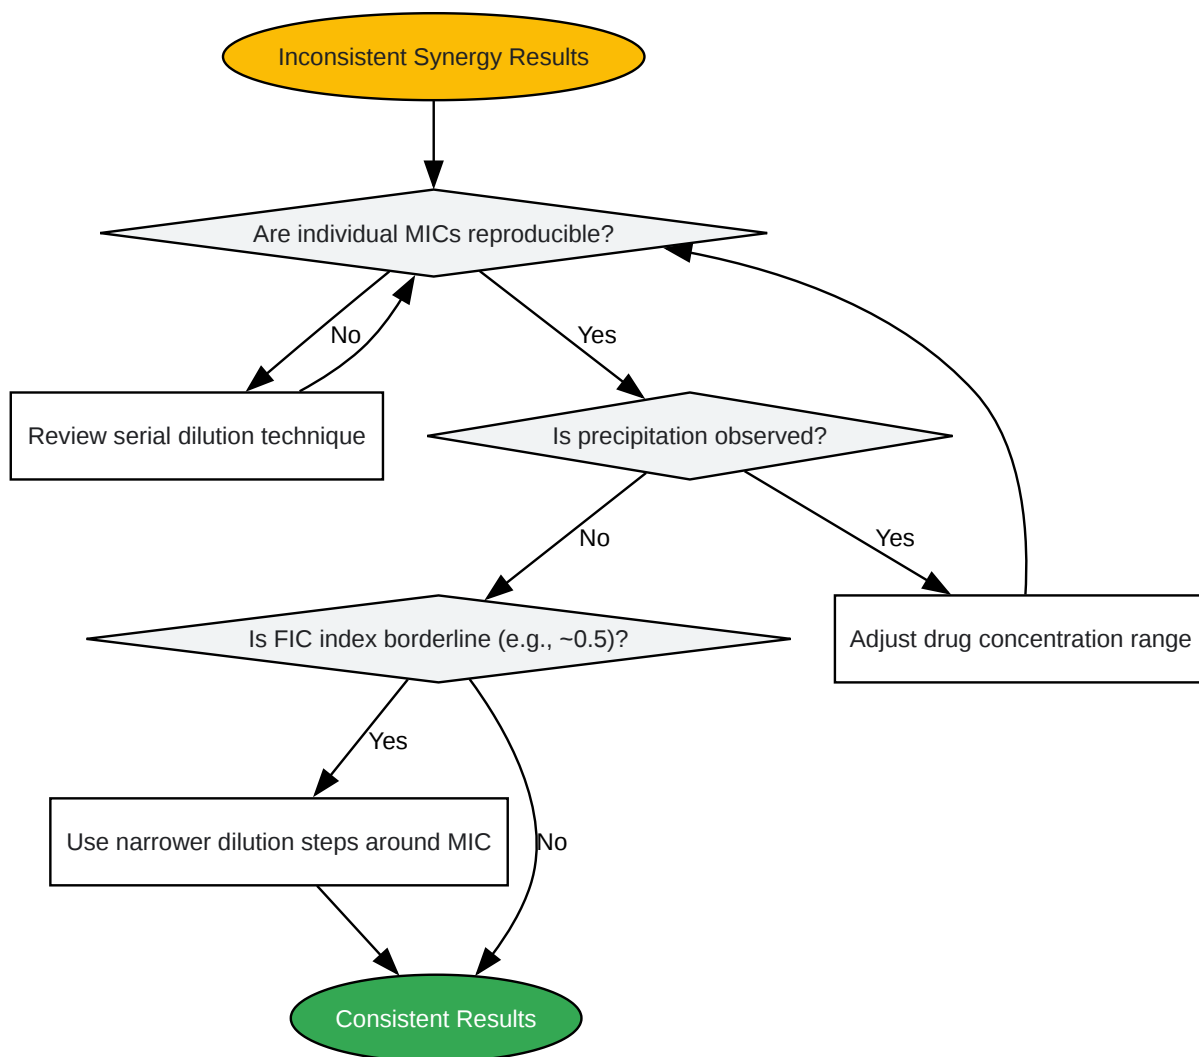 Inconsistent Synergy Results
Are individual MICs reproducible?
No
Yes
Review serial dilution technique
Is precipitation observed?
No
Yes
Is FIC index borderline (e.g., ~0.5)?
Adjust drug concentration range
Yes
Use narrower dilution steps around MIC
No
Consistent Results